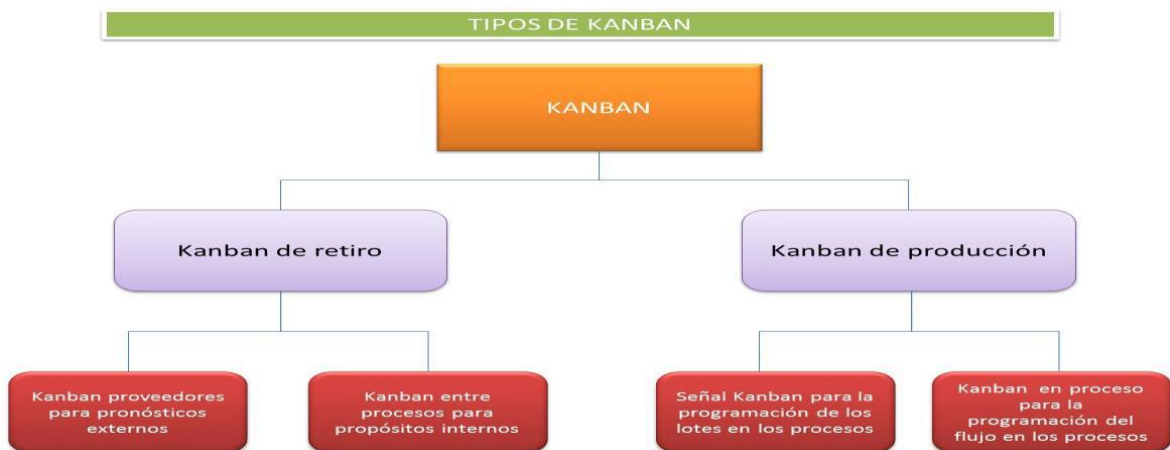 TIPOS DE KANBAN
KANBAN
Kanban de retiro
Kanban de producción
Kanban proveedores
para pronósticos
externos
Kanban entre
procesos para
propósitos internos
Señal Kanban para la
programación de los
lotes en los procesos
Kanban en proceso
para la
programación del
flujo en los procesos